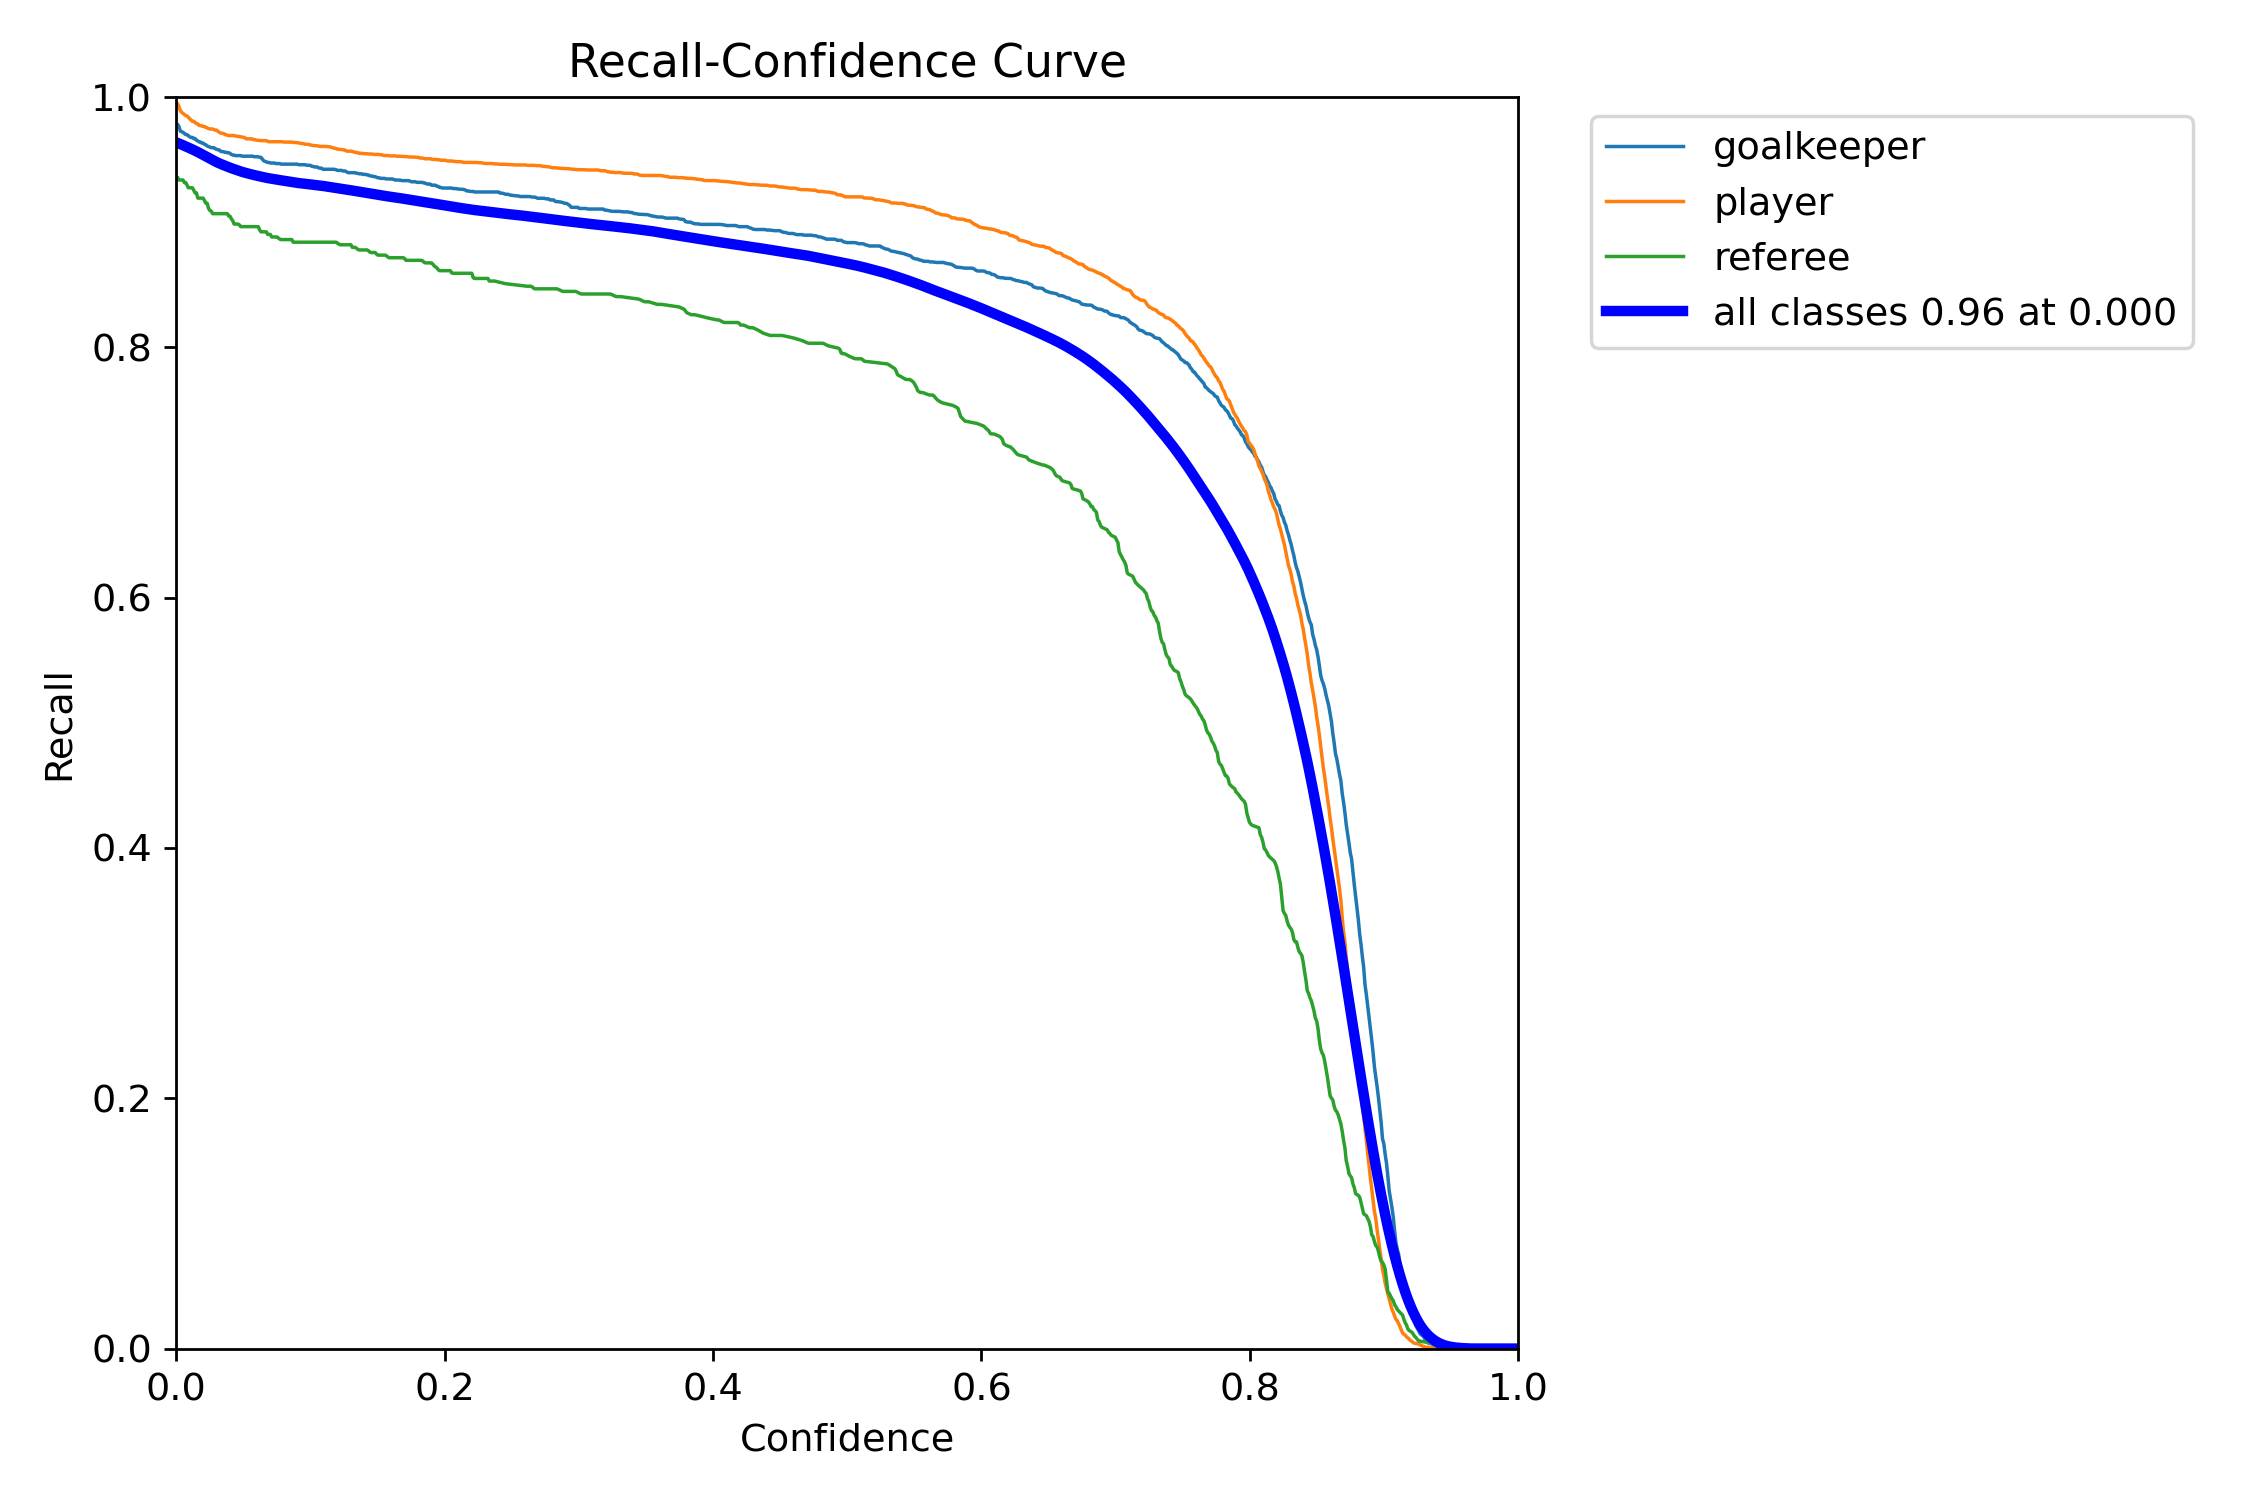 Recall-Confidence Curve
1.0
0.8
0.6
0.4
0.2
0.0
Recall
0.0 0.2 0.4 0.6 0.8 1.0
Confidence
goalkeeper
player
referee
all classes 0.96 at 0.000